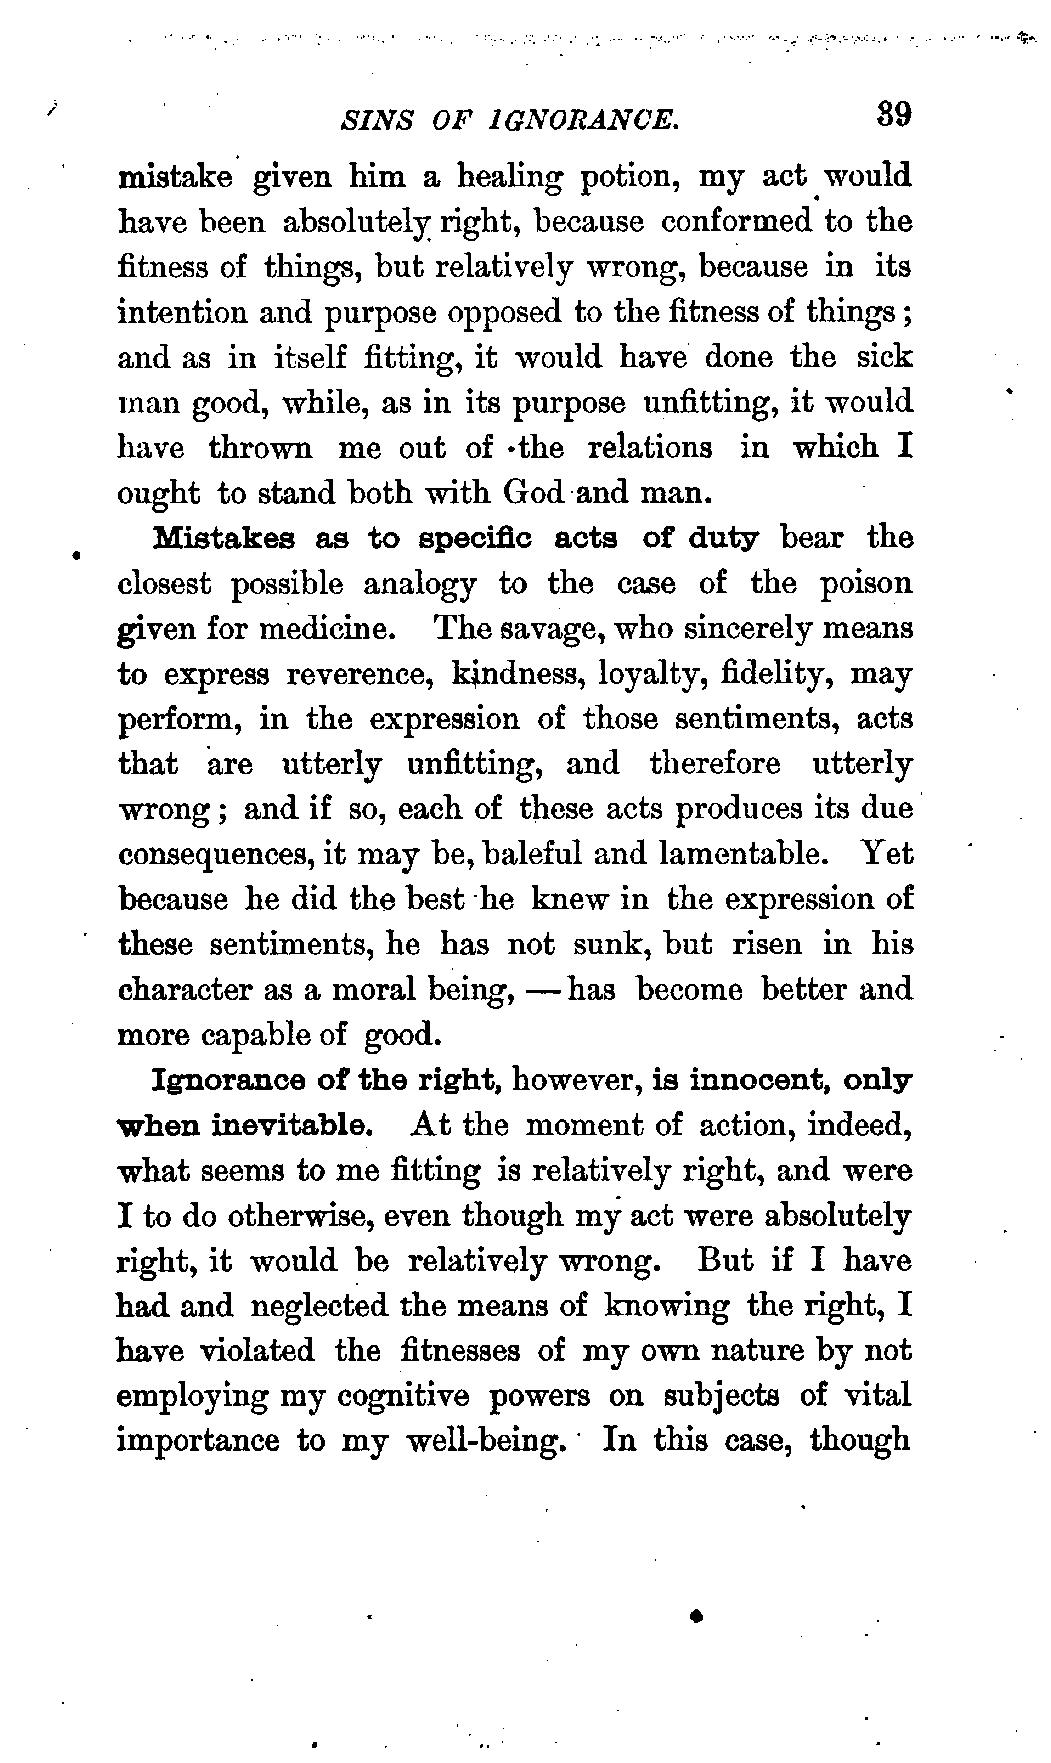 SINS OF IGNORANCE. 39
mistake given him a healing potion, my act would
have been absolutely right, because conformed to the
fitness of things, but relatively wrong, because in its
intention and purpose opposed to the fitness of things;
and as in itself fitting, it would have done the sick
man good, while, as in its purpose unfitting, it would
have thrown me out of the relations in which I
ought to stand both with God and man.
Mistakes as to specific acts of duty bear the
closest possible analogy to the case of the poison
given for medicine. The savage, who sincerely means
to express reverence, kindness, loyalty, fidelity, may
perform, in the expression of those sentiments, acts
that are utterly unfitting, and therefore utterly
wrong; and if so, each of these acts produces its due
consequences, it may be, baleful and lamentable. Yet
because he did the best he knew in the expression of
these sentiments, he has not sunk, but risen in his
character as a moral being, — has become better and
more capable of good.
Ignorance of the right, however, is innocent, only
when inevitable. At the moment of action, indeed,
what seems to me fitting is relatively right, and were
I to do otherwise, even though my act were absolutely
right, it would be relatively wrong. But if I have
had and neglected the means of knowing the right, I
have violated the fitnesses of my own nature by not
employing my cognitive powers on subjects of vital
importance to my well-being. In this case, though